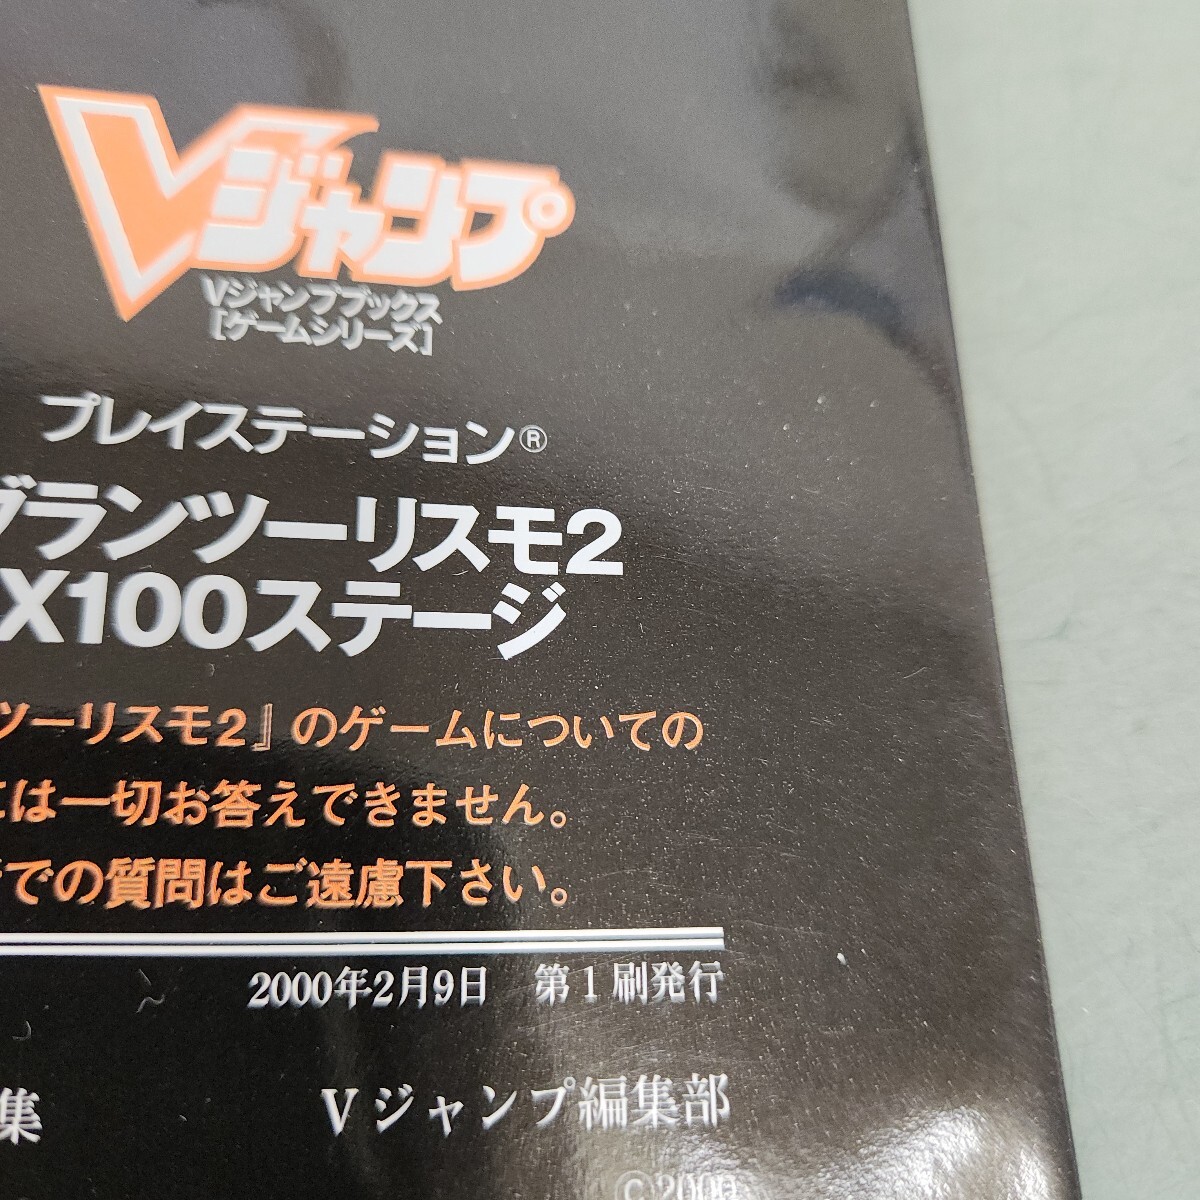 Vジャンプ
Vジャンプブックス
[ゲームシリーズ]
プレイステーション®
グランツーリスモ2
X100ステージ
ツーリスモ2』のゲームについての
には一切お答えできません。
での質問はご遠慮下さい。
2000年2月9日 第1刷発行
集 Vジャンプ編集部
©2000